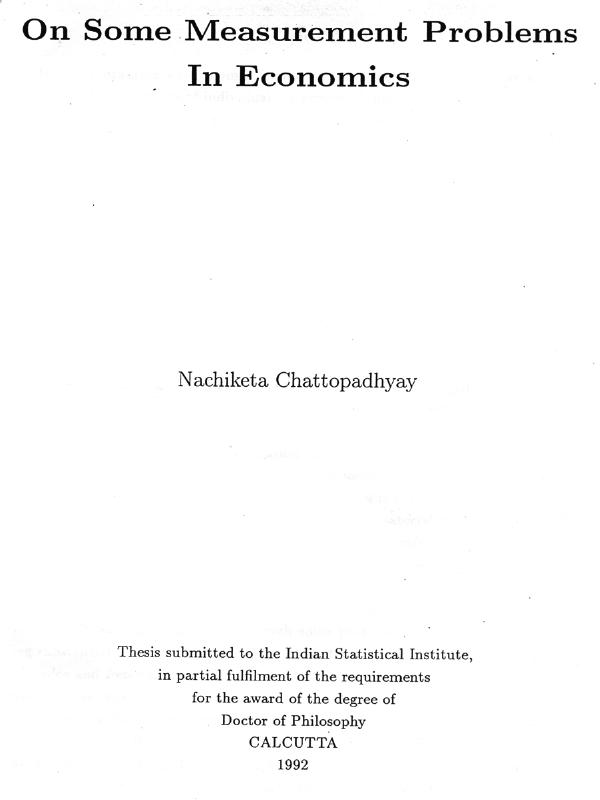 On Some Measurement Problems
In Economics
Nachiketa Chattopadhyay
Thesis submitted to the Indian Statistical Institute,
in partial fulfilment of the requirements
for the award of the degree of
Doctor of Philosophy
CALCUTTA
1992